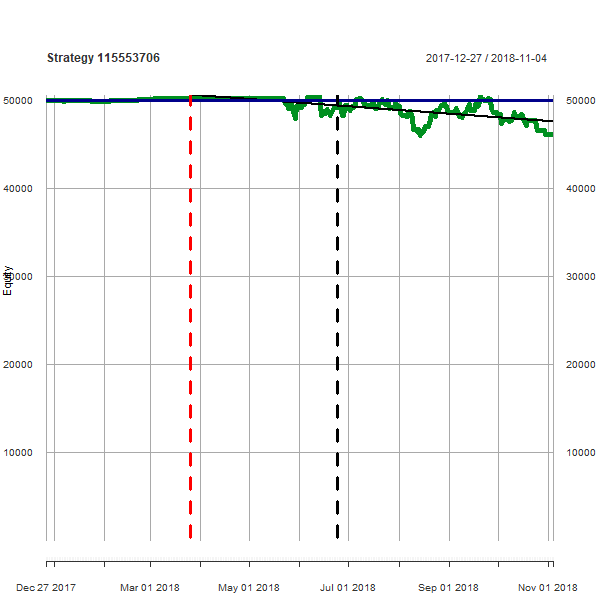 Strategy 115553706 2017-12-27 / 2018-11-04
50000 50000
40000 40000
30000 30000
Equity
20000 20000
10000 10000
Dec 27 2017 Mar 01 2018 May 01 2018 Jul 01 2018 Sep 01 2018 Nov 01 2018